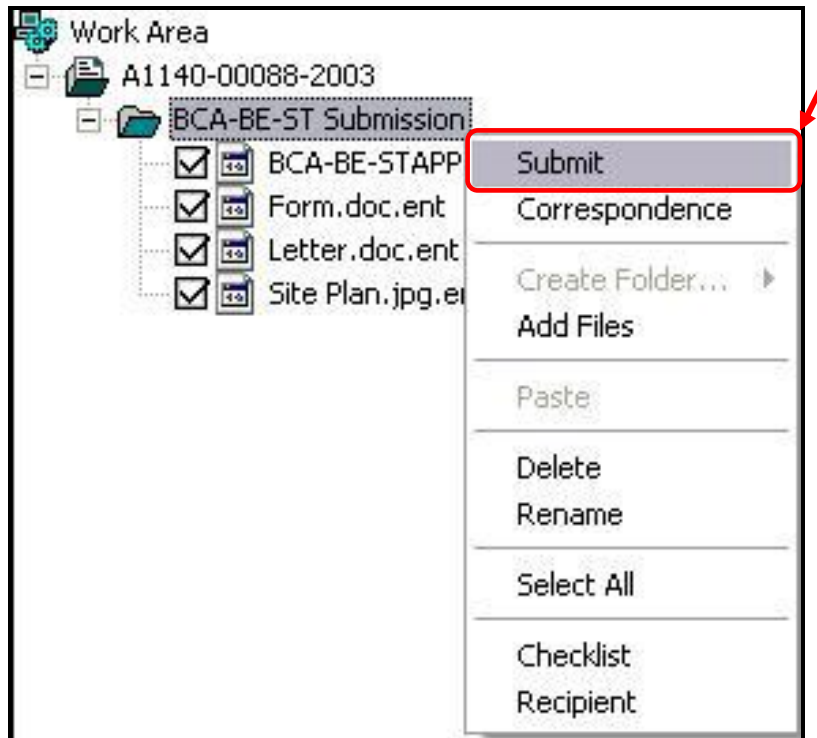 Work Area
A1140-00088-2003
BCA-BE-ST Submission
BCA-BE-STAPP
Form.doc.ent
Letter.doc.ent
Site Plan.jpg.e
Submit
Correspondence
Create Folder...
Add Files
Paste
Delete
Rename
Select All
Checklist
Recipient